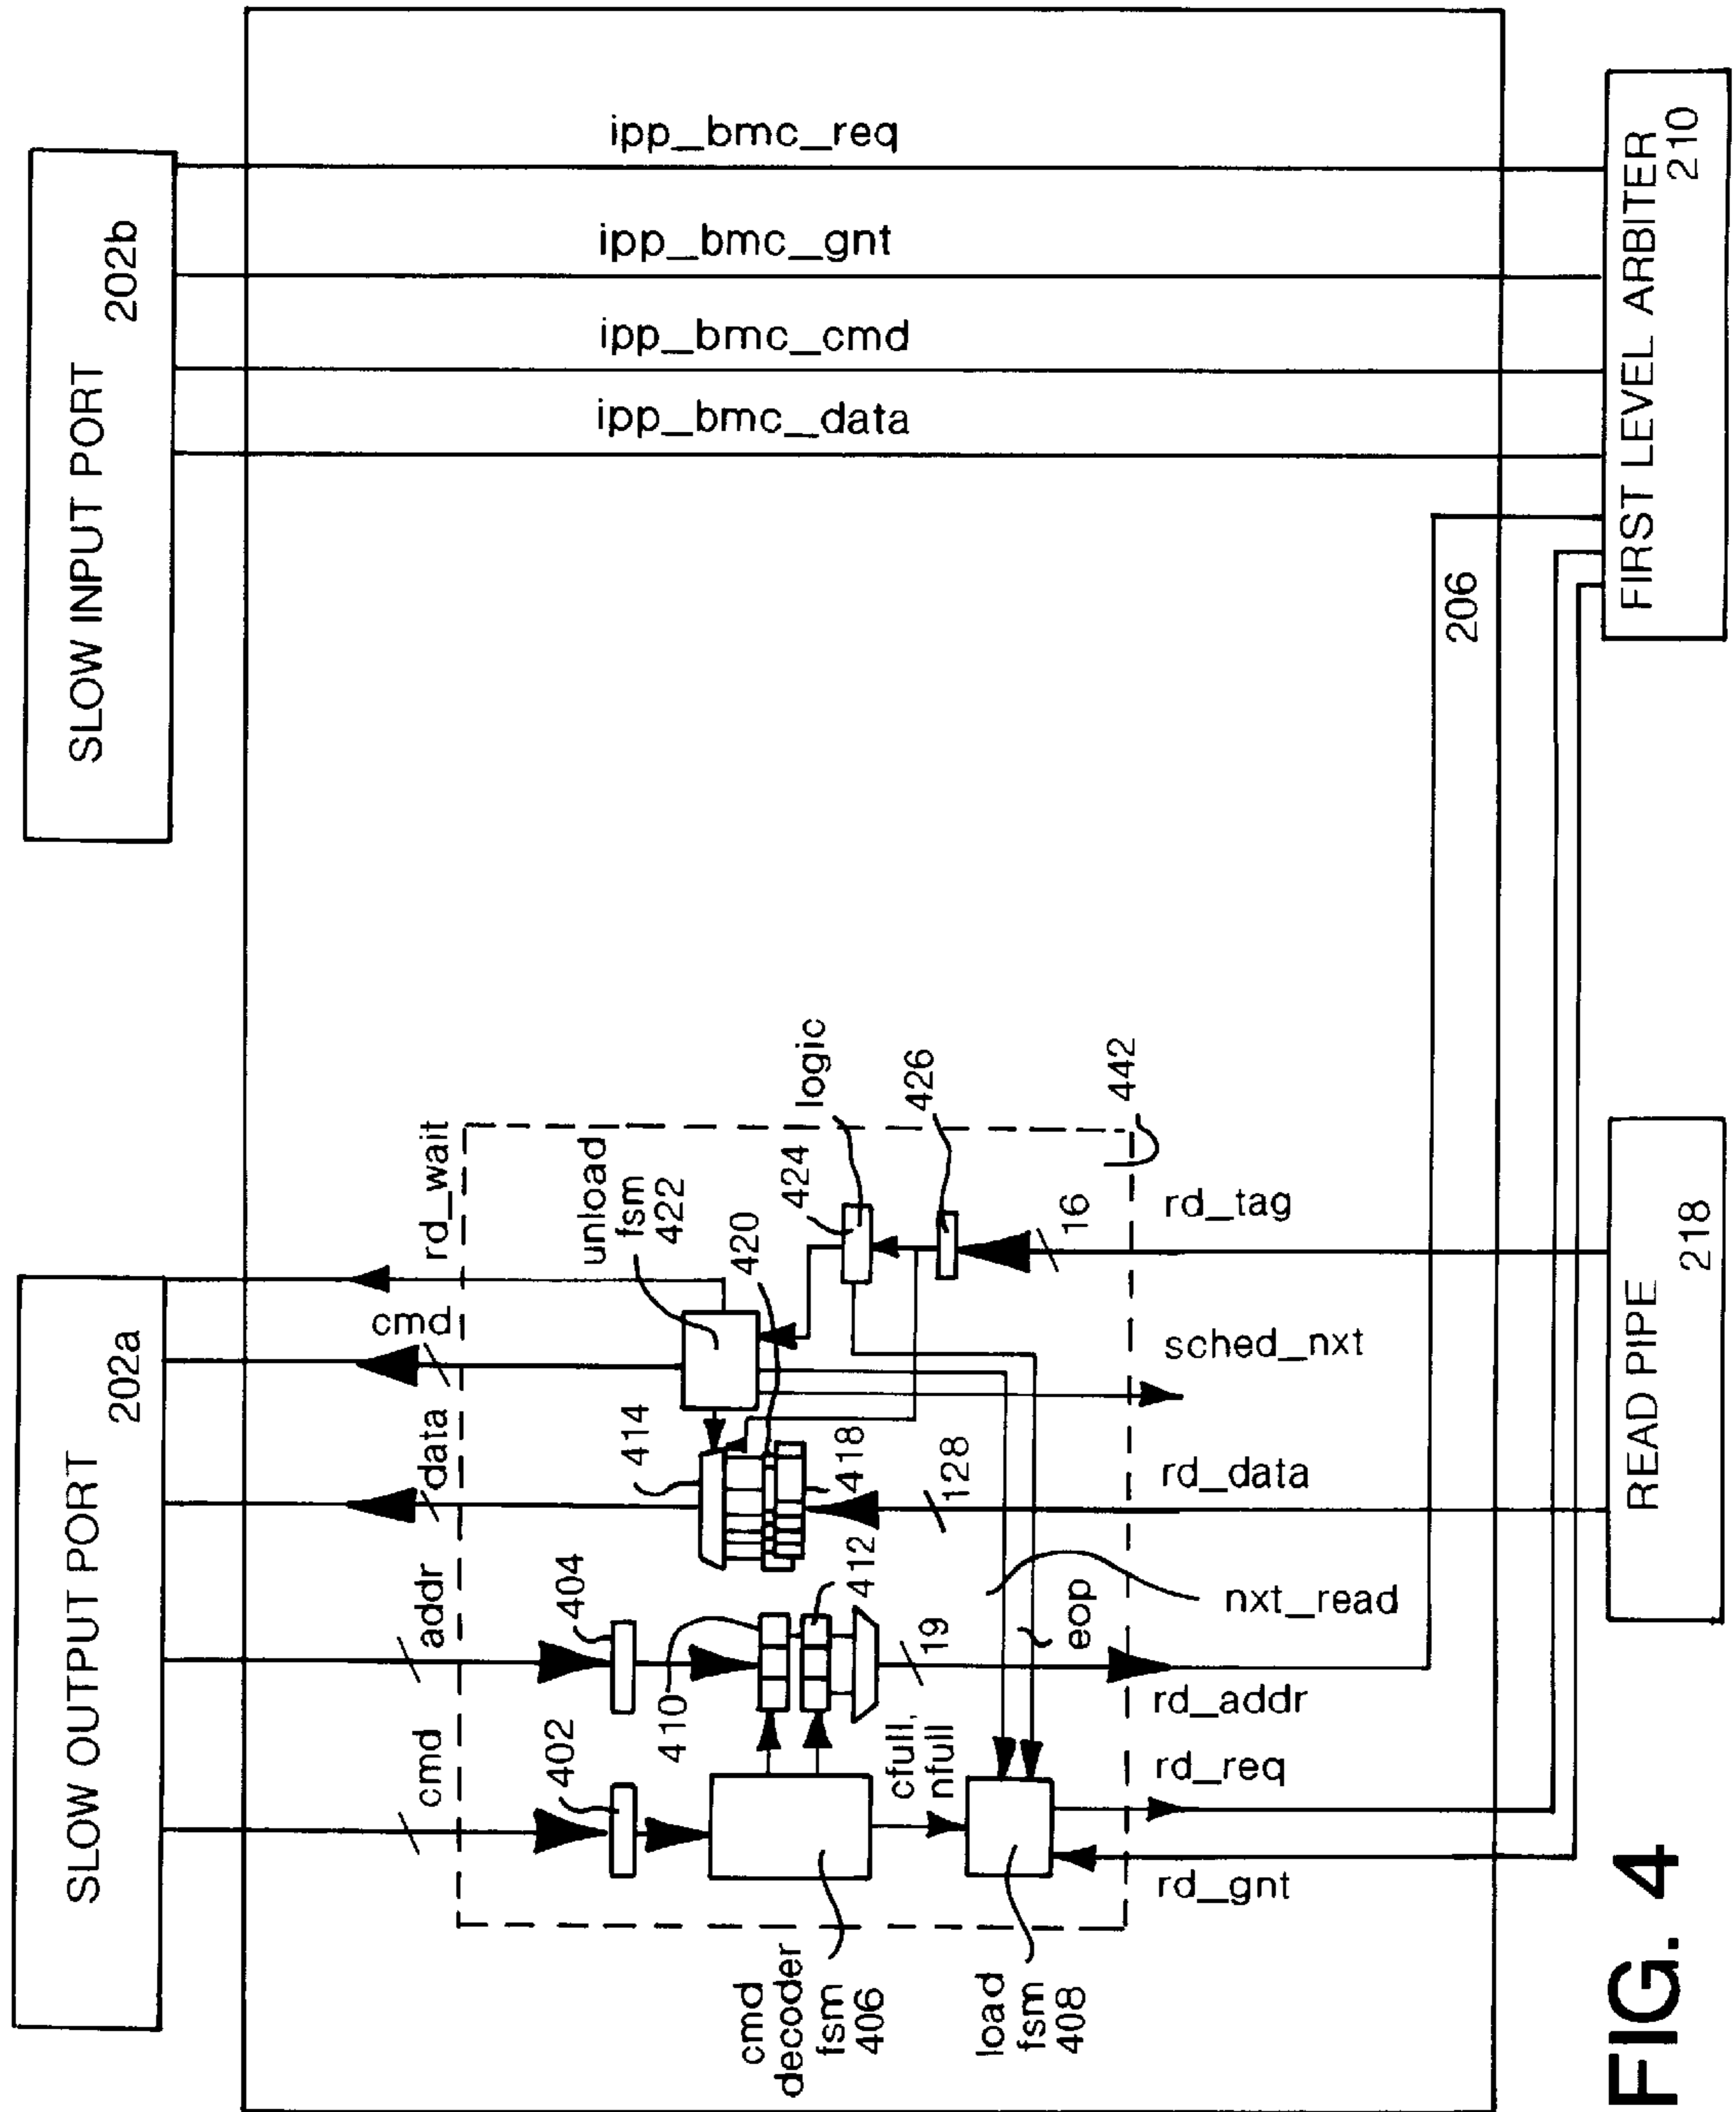 SLOW OUTPUT PORT
202a
SLOW INPUT PORT
202b
cmd
addr
data
cmd
rd_wait
402
404
410
412
414
418
420
unload
fsm
422
424
logic
426
442
cmd
decoder
fsm
406
cfull,
nfull
load
fsm
408
19
128
16
eop
nxt_read
rd_gnt
rd_req
rd_addr
rd_data
sched_nxt
rd_tag
ipp_bmc_data
ipp_bmc_cmd
ipp_bmc_gnt
ipp_bmc_req
206
READ PIPE
218
FIRST LEVEL ARBITER
210
FIG. 4